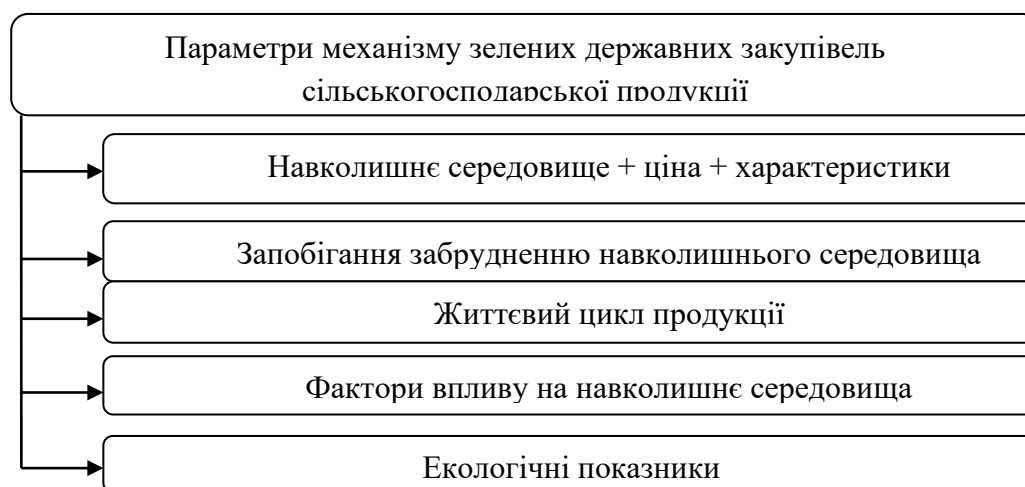 Параметри механізму зелених державних закупівель
сільськогосподарської продукції
Навколишнє середовище + ціна + характеристики
Запобігання забрудненню навколишнього середовища
Життєвий цикл продукції
Фактори впливу на навколишнє середовища
Екологічні показники